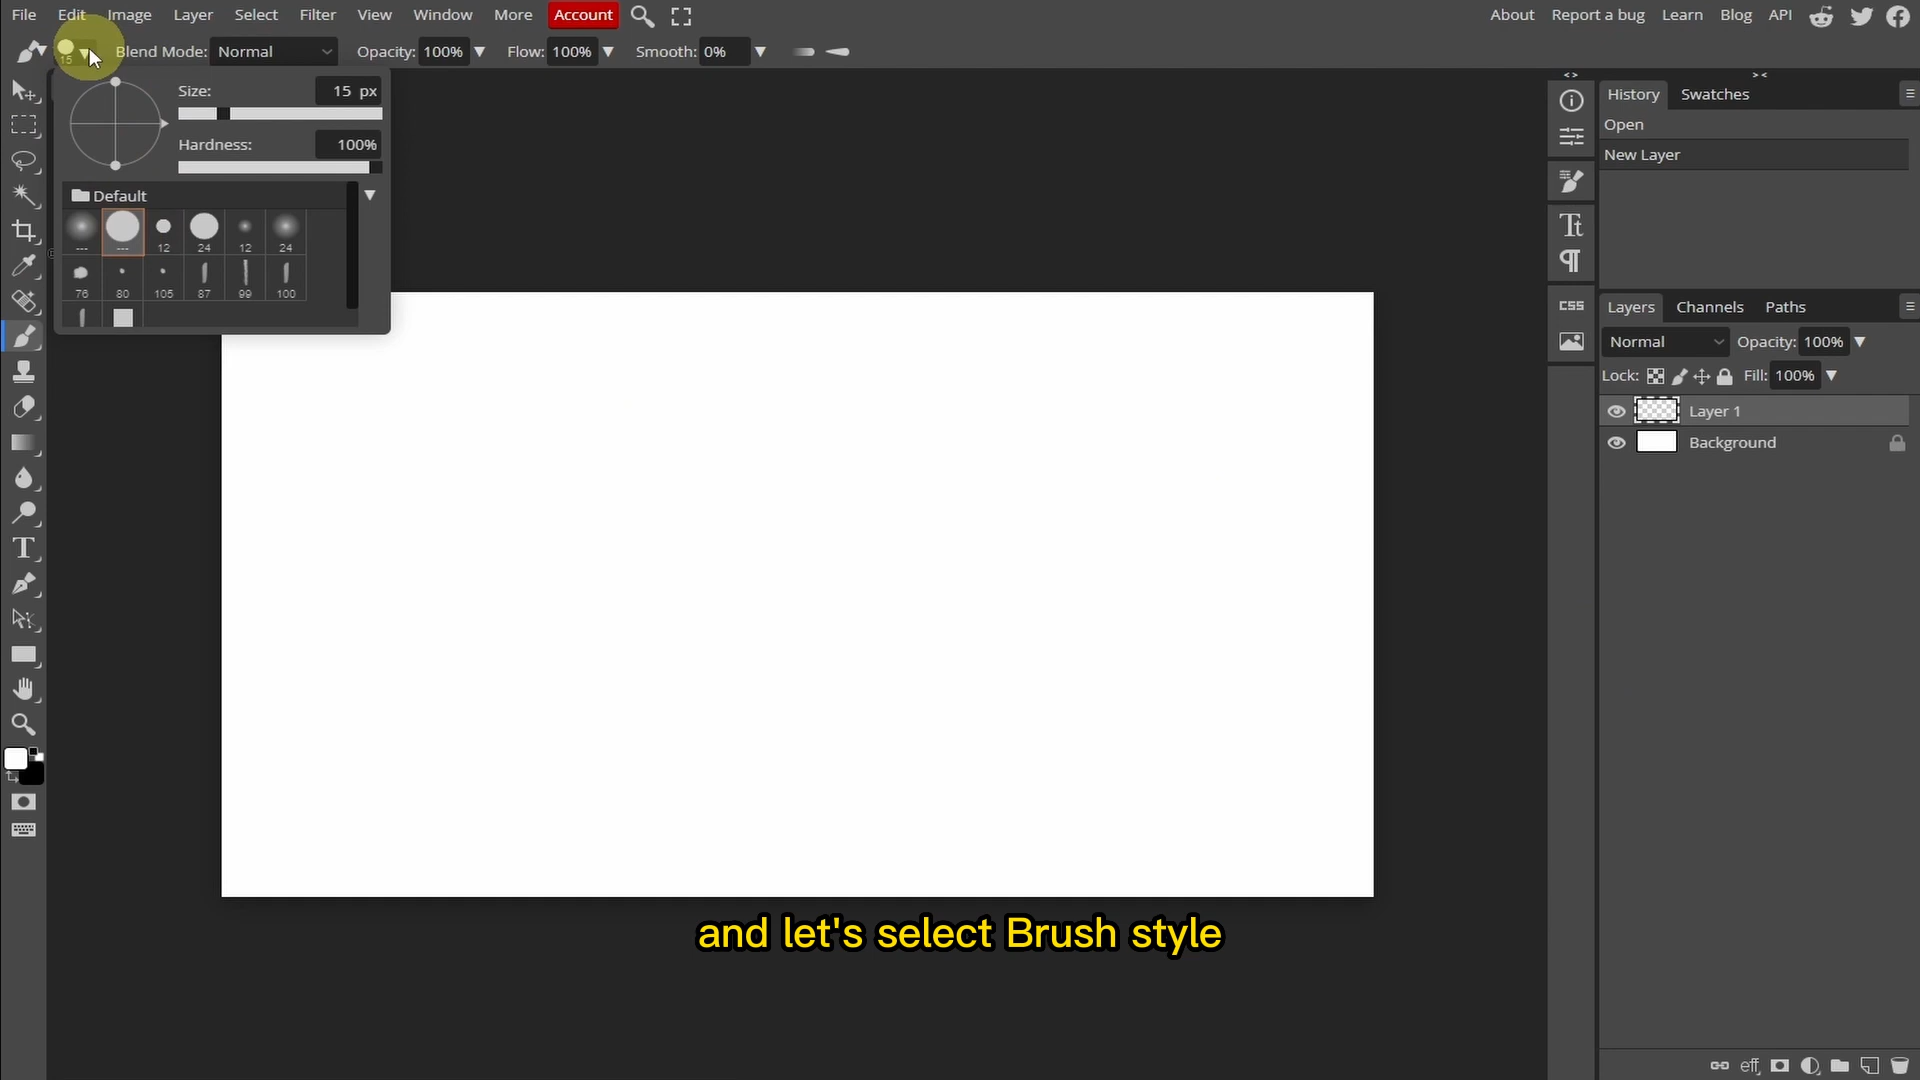 File Edit Image Layer Select Filter View Window More Account About Report a bug Learn Blog API
15 Blend Mode: Normal Opacity: 100% Flow: 100% Smooth: 0%
Size: 15 px
Hardness: 100%
Default
--- --- 12 24 12 24
76 80 105 87 99 100
History Swatches
Open
New Layer
CSS
Layers Channels Paths
Normal Opacity: 100%
Lock: Fill: 100%
Layer 1
Background
and let's select Brush style
eff